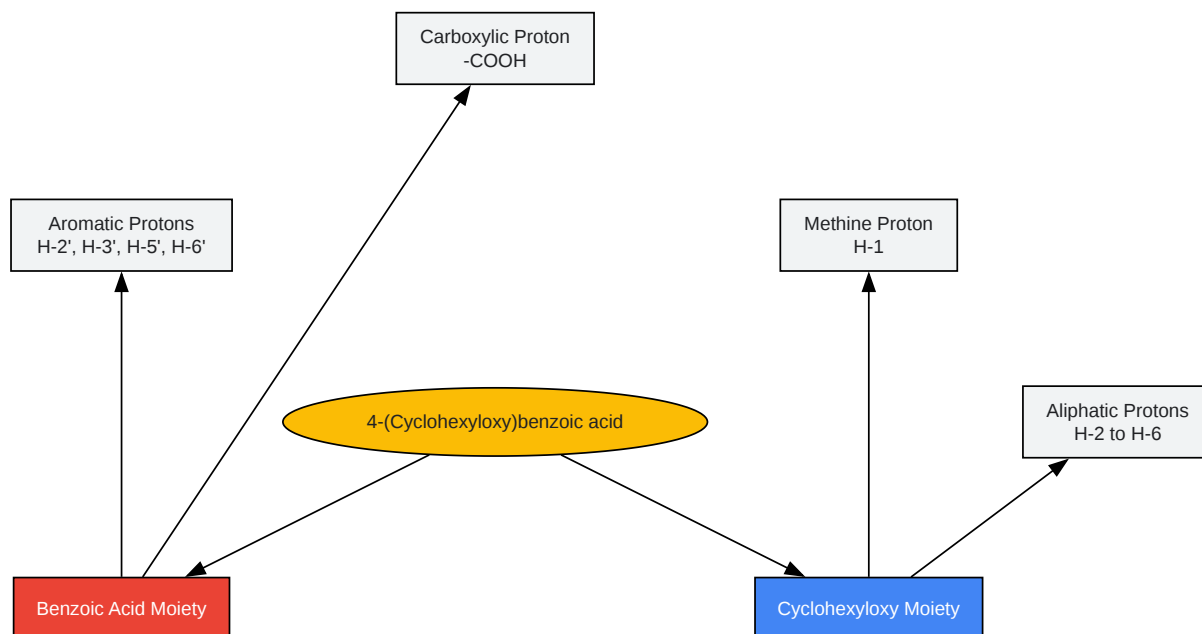 Carboxylic Proton
-COOH
Aromatic Protons
H-2', H-3', H-5', H-6'
Methine Proton
H-1
4-(Cyclohexyloxy)benzoic acid
Aliphatic Protons
H-2 to H-6
Benzoic Acid Moiety
Cyclohexyloxy Moiety